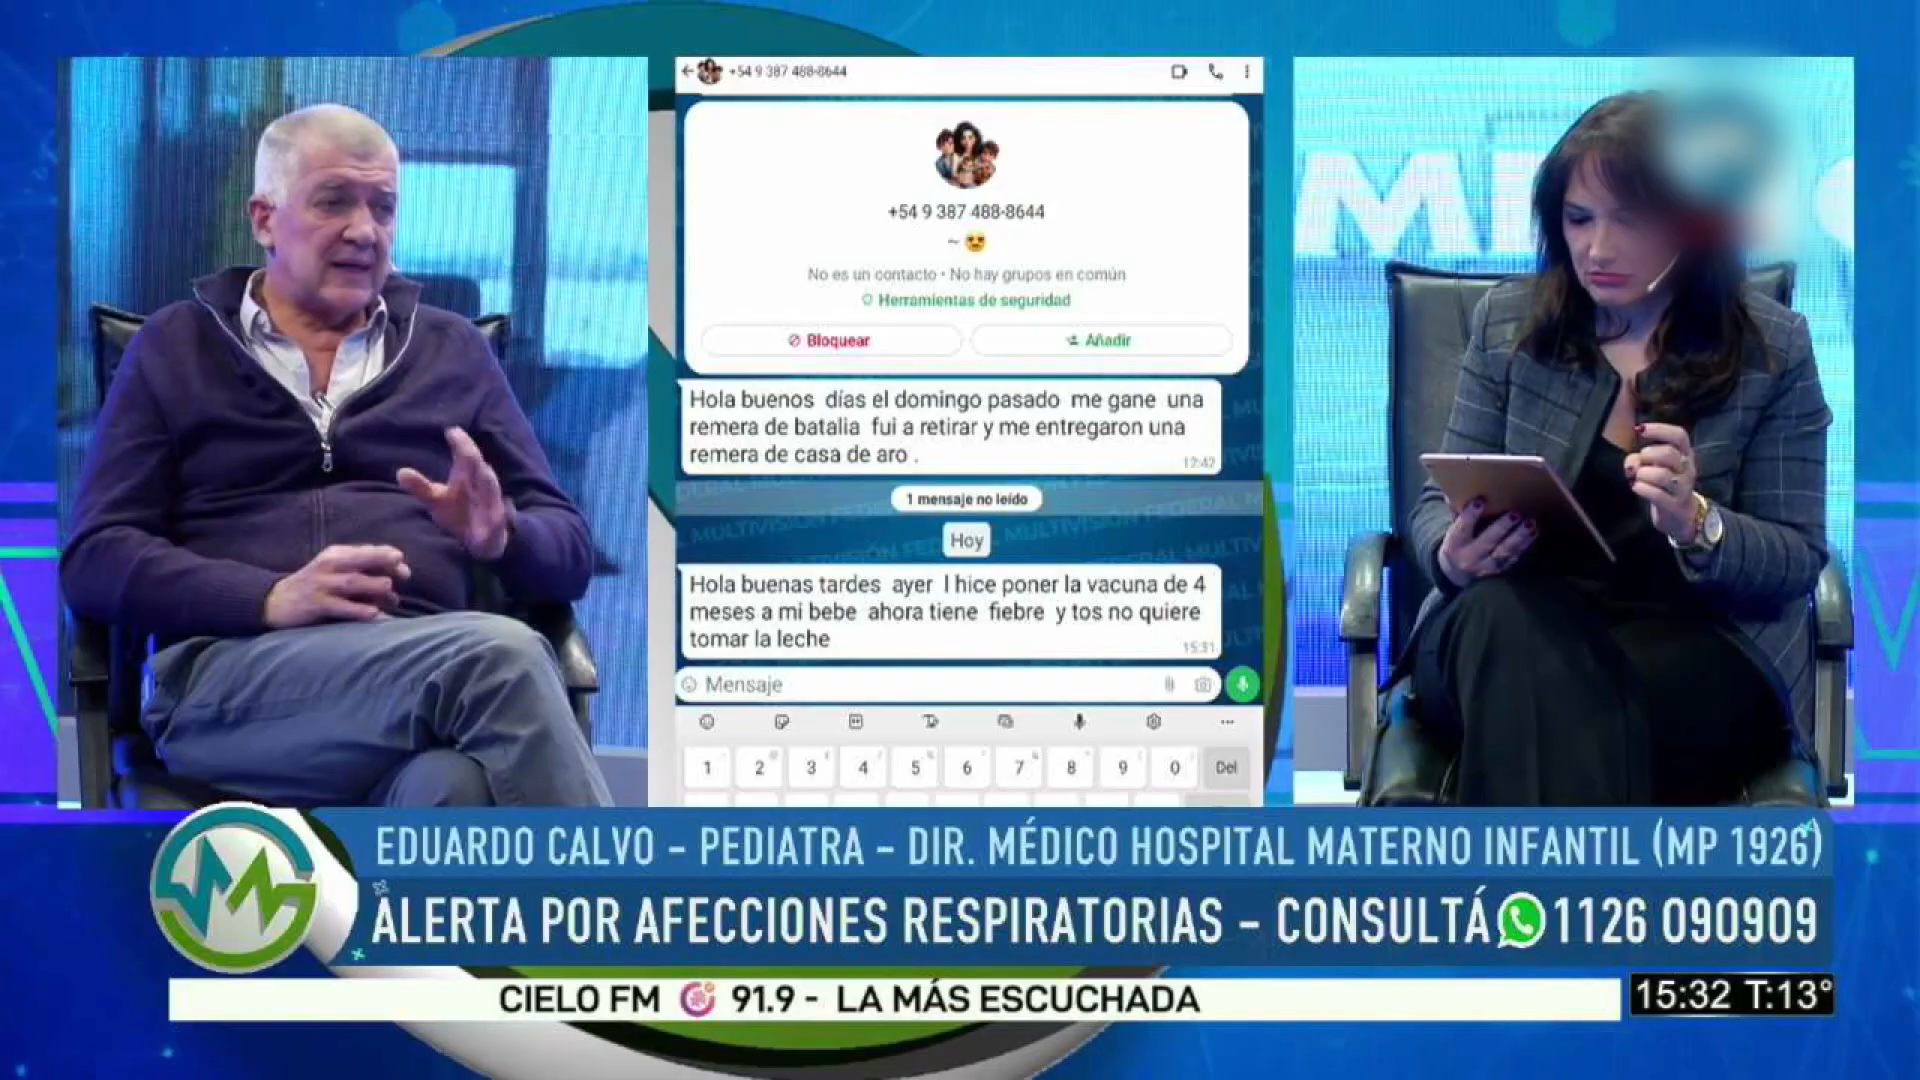 +54 9 387 488-8644
+54 9 387 488-8644
~ 😍
No es un contacto • No hay grupos en común
Herramientas de seguridad
Bloquear
Añadir
Hola buenos días el domingo pasado me gane una
remera de batalia fui a retirar y me entregaron una
remera de casa de aro .
12:42
1 mensaje no leído
Hoy
Hola buenas tardes ayer l hice poner la vacuna de 4
meses a mi bebe ahora tiene fiebre y tos no quiere
tomar la leche
15:31
Mensaje
1 2 3 4 5 6 7 8 9 0 Del
EDUARDO CALVO - PEDIATRA - DIR. MÉDICO HOSPITAL MATERNO INFANTIL (MP 1926)
ALERTA POR AFECCIONES RESPIRATORIAS - CONSULTÁ 1126 090909
CIELO FM 91.9 - LA MÁS ESCUCHADA
15:32 T:13°